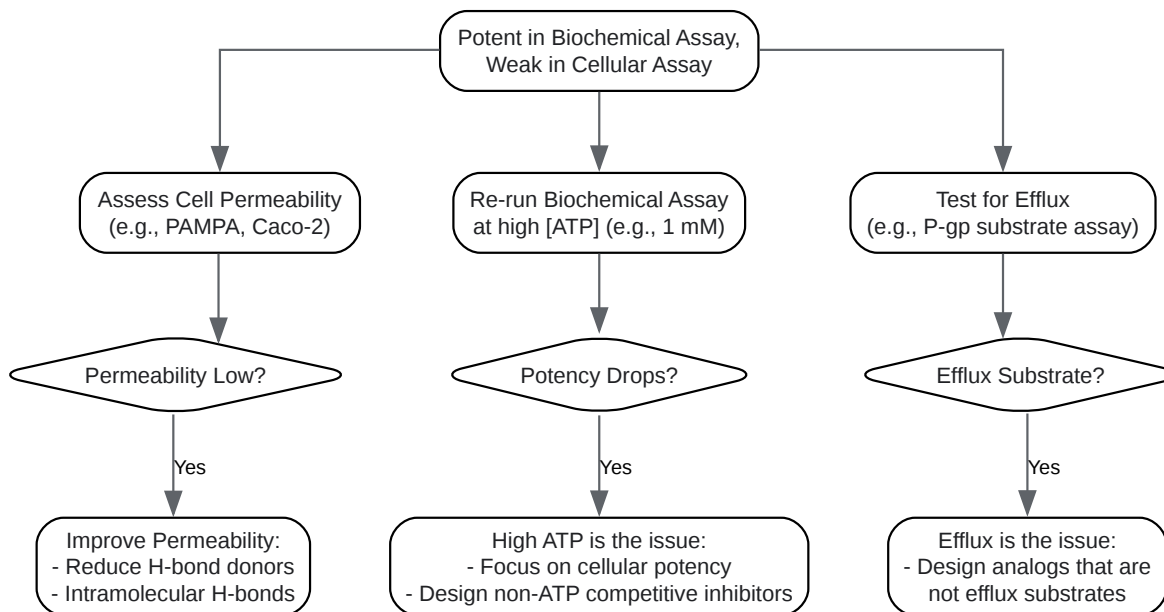 Potent in Biochemical Assay,
Weak in Cellular Assay
Assess Cell Permeability
(e.g., PAMPA, Caco-2)
Re-run Biochemical Assay
at high [ATP] (e.g., 1 mM)
Test for Efflux
(e.g., P-gp substrate assay)
Permeability Low?
Potency Drops?
Efflux Substrate?
Yes
Yes
Yes
Improve Permeability:
- Reduce H-bond donors
- Intramolecular H-bonds
High ATP is the issue:
- Focus on cellular potency
- Design non-ATP competitive inhibitors
Efflux is the issue:
- Design analogs that are
not efflux substrates